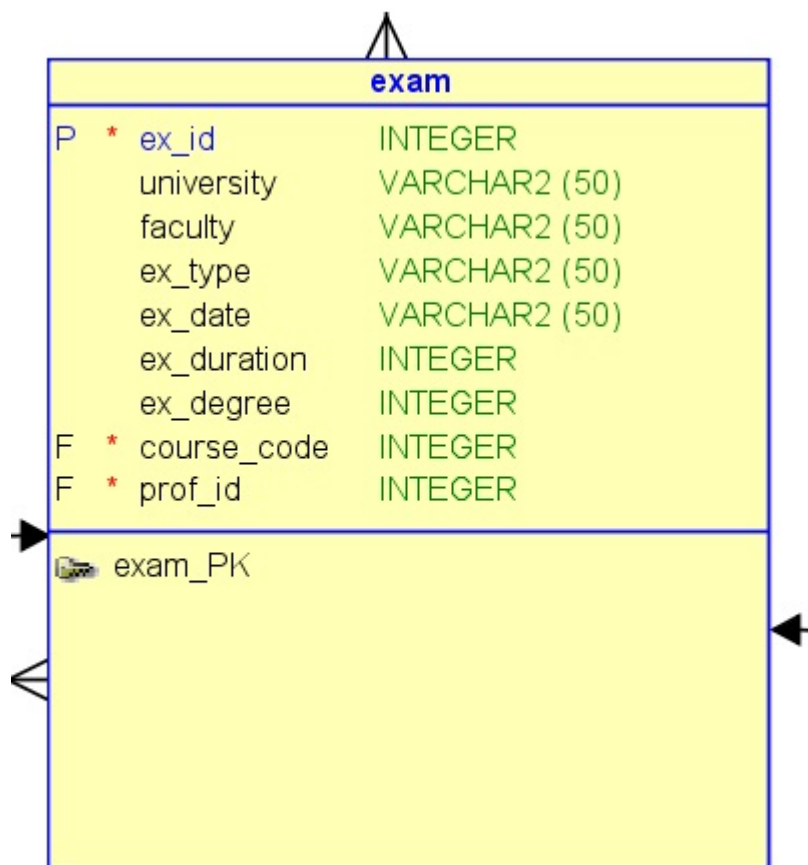 exam
P * ex_id INTEGER
university VARCHAR2 (50)
faculty VARCHAR2 (50)
ex_type VARCHAR2 (50)
ex_date VARCHAR2 (50)
ex_duration INTEGER
ex_degree INTEGER
F * course_code INTEGER
F * prof_id INTEGER
exam_PK